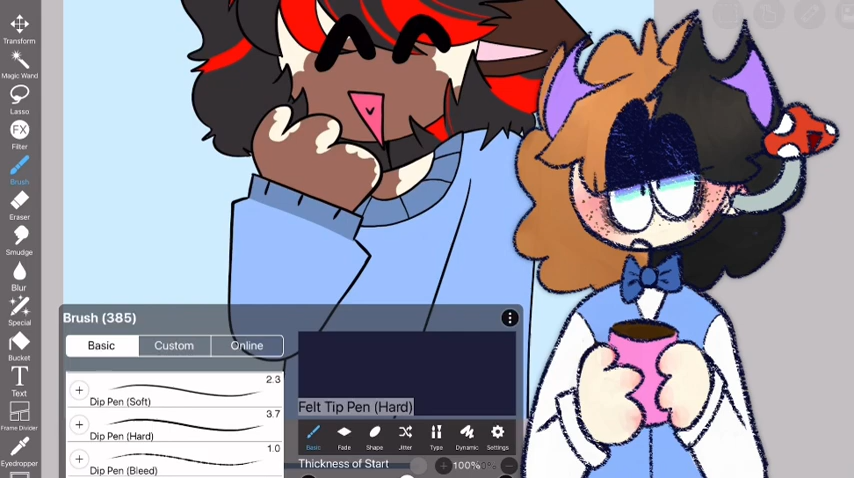 Transform
Magic Wand
Lasso
FX
Filter
Brush
Eraser
Smudge
Blur
Special
Bucket
T
Text
Frame Divider
Eyedropper
Brush (385)
Basic
Custom
Online
2.3
Dip Pen (Soft)
3.7
Dip Pen (Hard)
1.0
Dip Pen (Bleed)
Felt Tip Pen (Hard)
Basic
Fade
Shape
Jitter
Type
Dynamic
Settings
Thickness of Start
100%